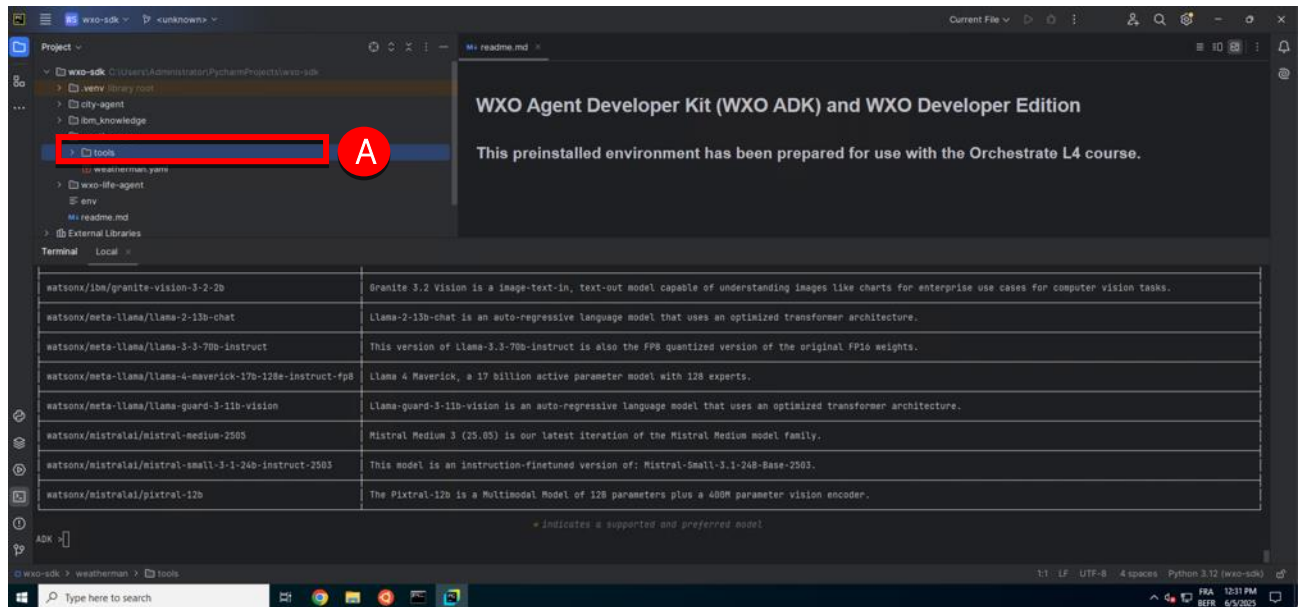 PC WS wxo-sdk <unknown> Current File
Project
M↓ readme.md
wxo-sdk C:\Users\Administrator\PycharmProjects\wxo-sdk
.venv library root
city-agent
ibm_knowledge
tools
A
weatherman.yaml
wxo-life-agent
env
M↓ readme.md
External Libraries
WXO Agent Developer Kit (WXO ADK) and WXO Developer Edition
This preinstalled environment has been prepared for use with the Orchestrate L4 course.
Terminal Local
watsonx/ibm/granite-vision-3-2-2b Granite 3.2 Vision is a image-text-in, text-out model capable of understanding images like charts for enterprise use cases for computer vision tasks.
watsonx/meta-llama/llama-2-13b-chat Llama-2-13b-chat is an auto-regressive language model that uses an optimized transformer architecture.
watsonx/meta-llama/llama-3-3-70b-instruct This version of Llama-3.3-70b-instruct is also the FP8 quantized version of the original FP16 weights.
watsonx/meta-llama/llama-4-maverick-17b-128e-instruct-fp8 Llama 4 Maverick, a 17 billion active parameter model with 128 experts.
watsonx/meta-llama/llama-guard-3-11b-vision Llama-guard-3-11b-vision is an auto-regressive language model that uses an optimized transformer architecture.
watsonx/mistralai/mistral-medium-2505 Mistral Medium 3 (25.05) is our latest iteration of the Mistral Medium model family.
watsonx/mistralai/mistral-small-3-1-24b-instruct-2503 This model is an instruction-finetuned version of: Mistral-Small-3.1-24B-Base-2503.
watsonx/mistralai/pixtral-12b The Pixtral-12b is a Multimodal Model of 12B parameters plus a 400M parameter vision encoder.
★ indicates a supported and preferred model
ADK >
wxo-sdk > weatherman > tools 1:1 LF UTF-8 4 spaces Python 3.12 (wxo-sdk)
Type here to search
FRA 12:31 PM
BEFR 6/5/2025